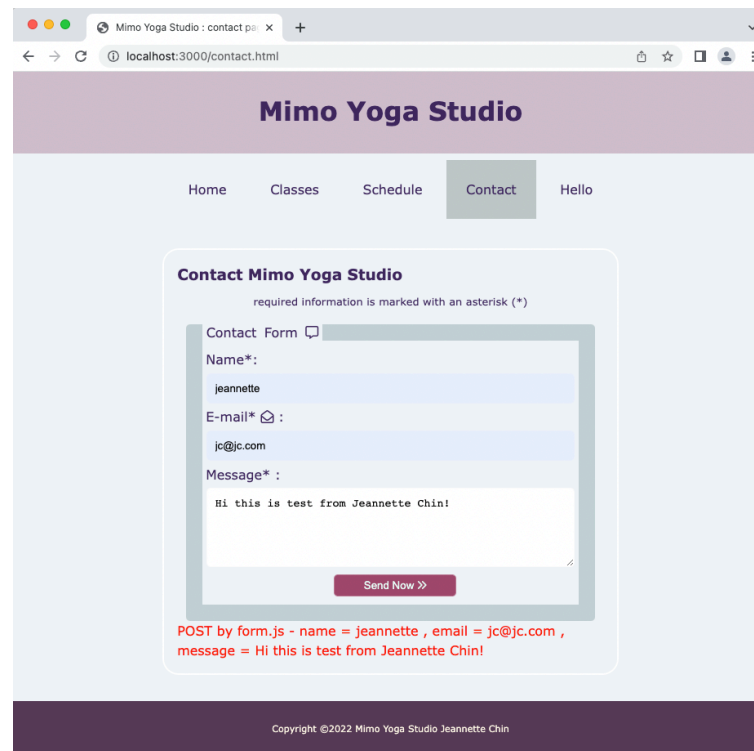 Mimo Yoga Studio : contact pa
localhost:3000/contact.html
Mimo Yoga Studio
Home Classes Schedule Contact Hello
Contact Mimo Yoga Studio
required information is marked with an asterisk (*)
Contact Form
Name*:
jeannette
E-mail* :
jc@jc.com
Message* :
Hi this is test from Jeannette Chin!
Send Now
POST by form.js - name = jeannette , email = jc@jc.com ,
message = Hi this is test from Jeannette Chin!
Copyright ©2022 Mimo Yoga Studio Jeannette Chin